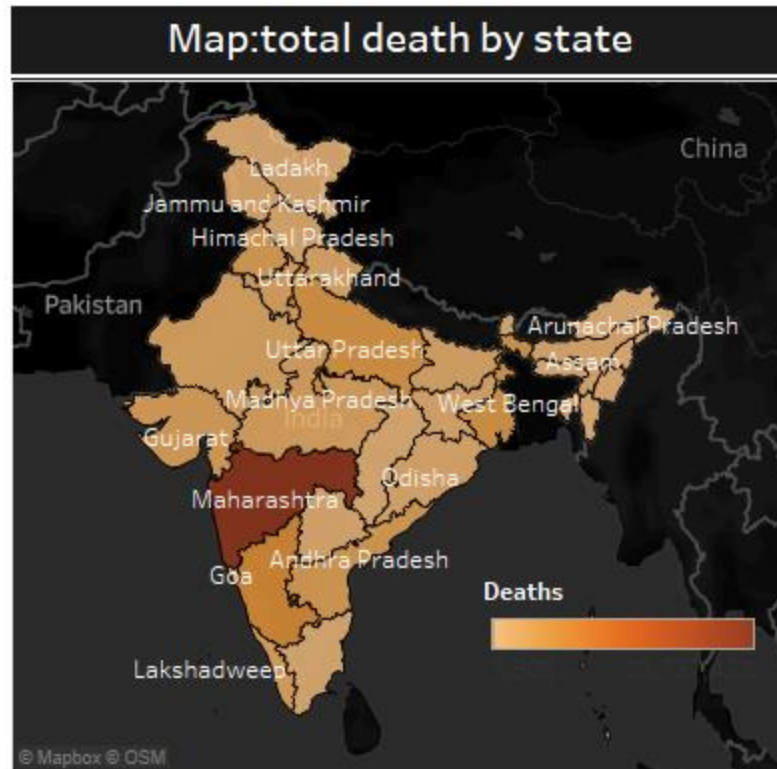 Map:total death by state
China
Ladakh
Jammu and Kashmir
Himachal Pradesh
Uttarakhand
Pakistan
Arunachal Pradesh
Uttar Pradesh
Assam
Madhya Pradesh
West Bengal
India
Gujarat
Odisha
Maharashtra
Andhra Pradesh
Goa
Deaths
Lakshadweep
© Mapbox © OSM